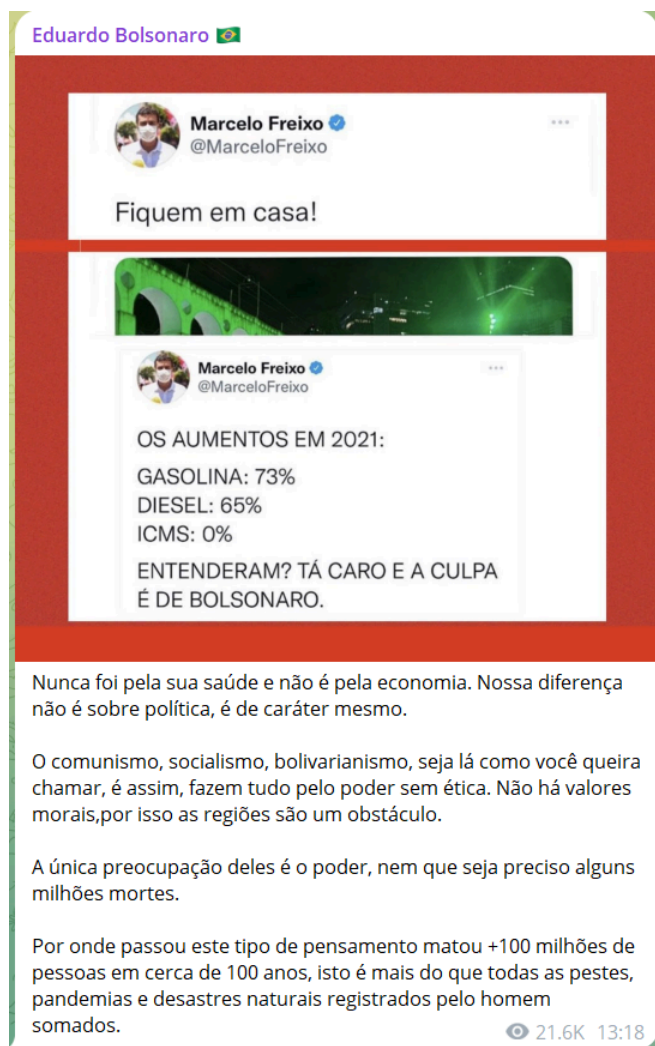 Eduardo Bolsonaro 🇧🇷
Marcelo Freixo
@MarceloFreixo
Fiquem em casa!
Marcelo Freixo
@MarceloFreixo
OS AUMENTOS EM 2021:
GASOLINA: 73%
DIESEL: 65%
ICMS: 0%
ENTENDERAM? TÁ CARO E A CULPA
É DE BOLSONARO.
Nunca foi pela sua saúde e não é pela economia. Nossa diferença
não é sobre política, é de caráter mesmo.
O comunismo, socialismo, bolivarianismo, seja lá como você queira
chamar, é assim, fazem tudo pelo poder sem ética. Não há valores
morais,por isso as regiões são um obstáculo.
A única preocupação deles é o poder, nem que seja preciso alguns
milhões mortes.
Por onde passou este tipo de pensamento matou +100 milhões de
pessoas em cerca de 100 anos, isto é mais do que todas as pestes,
pandemias e desastres naturais registrados pelo homem
somados.
21.6K 13:18